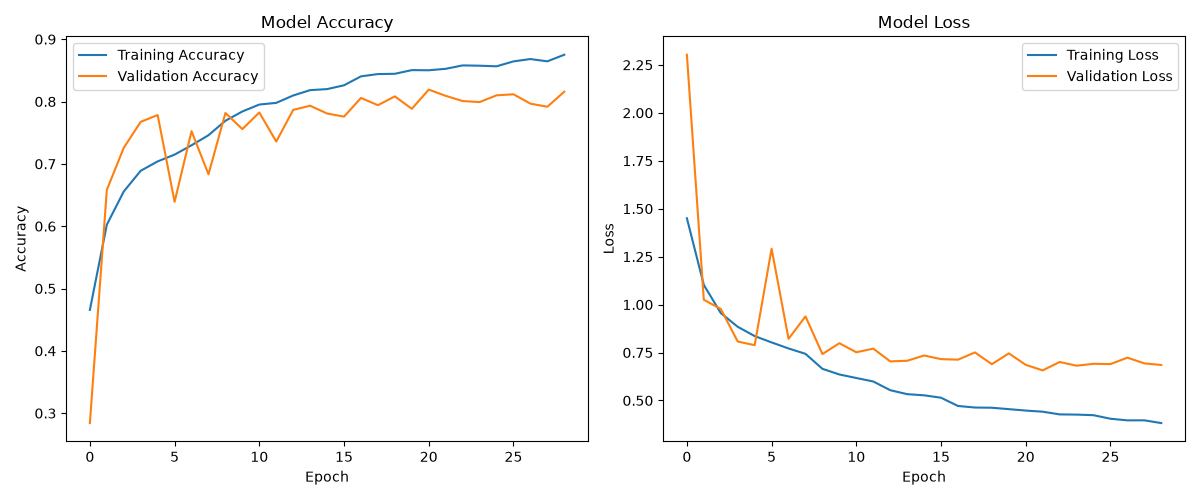 Model Accuracy
Training Accuracy
Validation Accuracy
Accuracy
0.9
0.8
0.7
0.6
0.5
0.4
0.3
0 5 10 15 20 25
Epoch
Model Loss
Training Loss
Validation Loss
Loss
2.25
2.00
1.75
1.50
1.25
1.00
0.75
0.50
0 5 10 15 20 25
Epoch